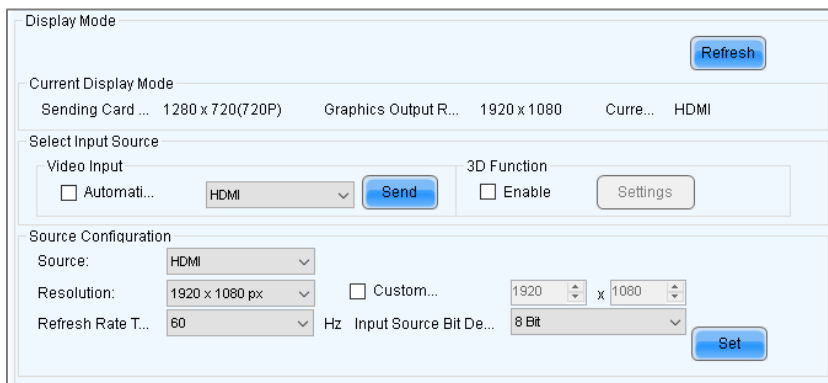 Display Mode
Refresh
Current Display Mode
Sending Card ... 1280 x 720(720P) Graphics Output R... 1920 x 1080 Curre... HDMI
Select Input Source
Video Input 3D Function
Automati... HDMI Send Enable Settings
Source Configuration
Source: HDMI
Resolution: 1920 x 1080 px Custom... 1920 x 1080
Refresh Rate T... 60 Hz Input Source Bit De... 8 Bit
Set